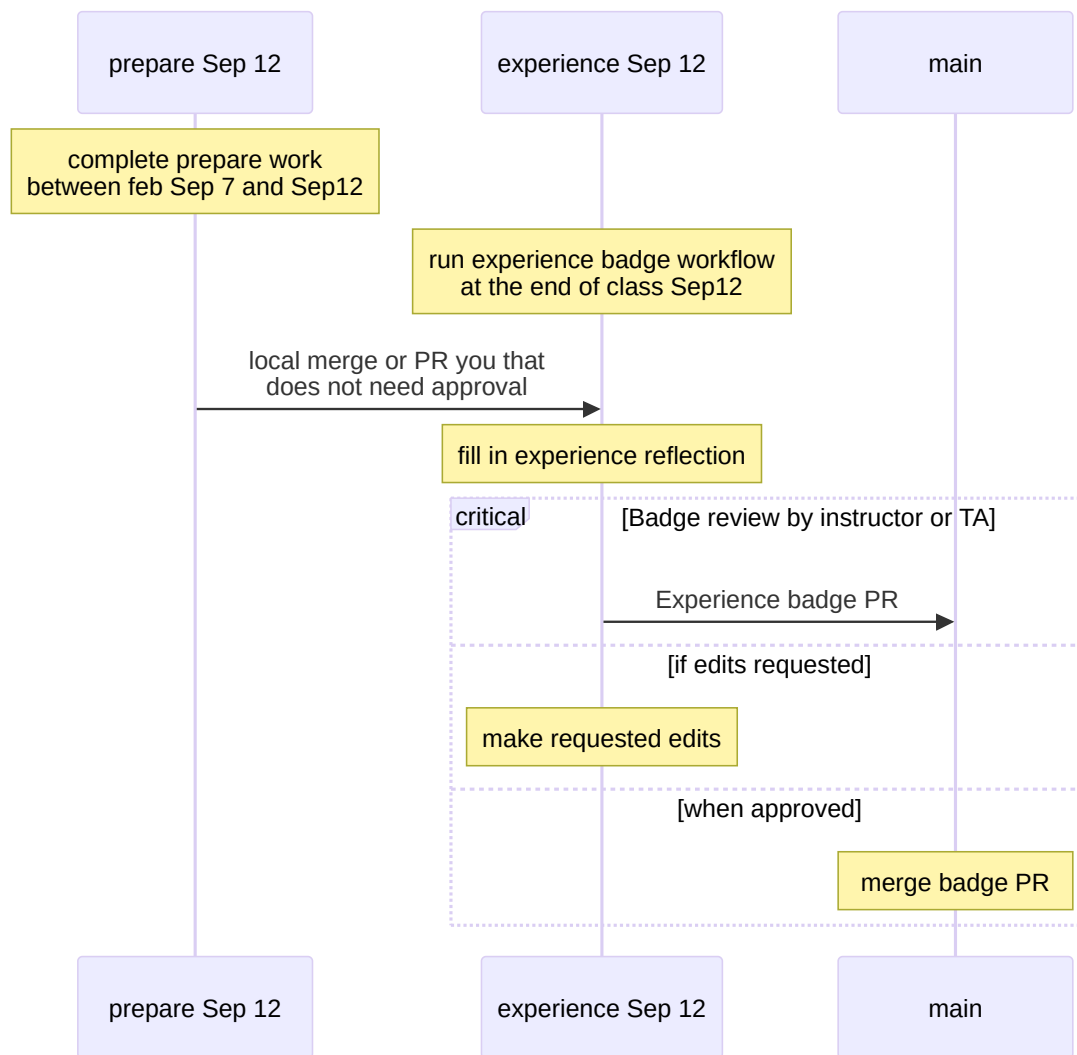 prepare Sep 12
experience Sep 12
main
complete prepare work
between feb Sep 7 and Sep12
run experience badge workflow
at the end of class Sep12
local merge or PR you that
does not need approval
fill in experience reflection
critical
[Badge review by instructor or TA]
Experience badge PR
[if edits requested]
make requested edits
[when approved]
merge badge PR
prepare Sep 12
experience Sep 12
main